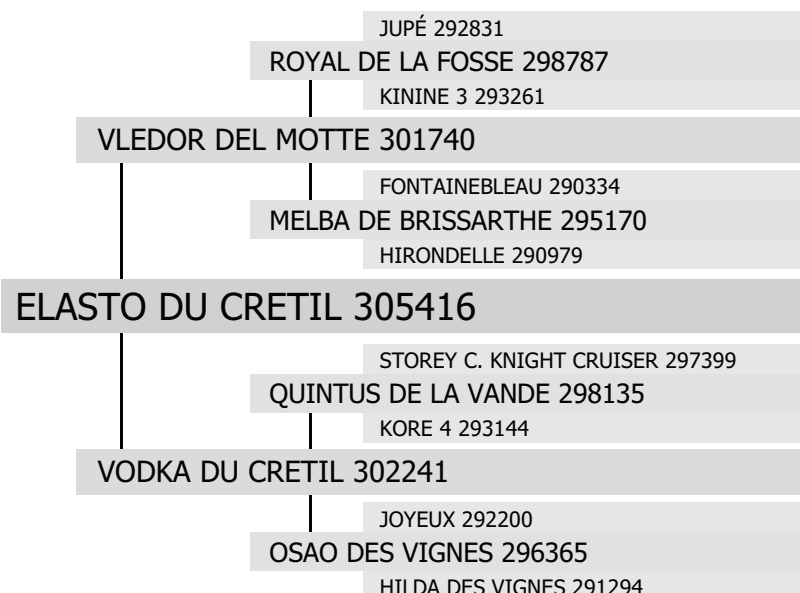 JUPÉ 292831
ROYAL DE LA FOSSE 298787
KININE 3 293261
VLEDOR DEL MOTTE 301740
FONTAINEBLEAU 290334
MELBA DE BRISSARTHE 295170
HIRONDELLE 290979
ELASTO DU CRETIL 305416
STOREY C. KNIGHT CRUISER 297399
QUINTUS DE LA VANDE 298135
KORE 4 293144
VODKA DU CRETIL 302241
JOYEUX 292200
OSAO DES VIGNES 296365
HILDA DES VIGNES 291294